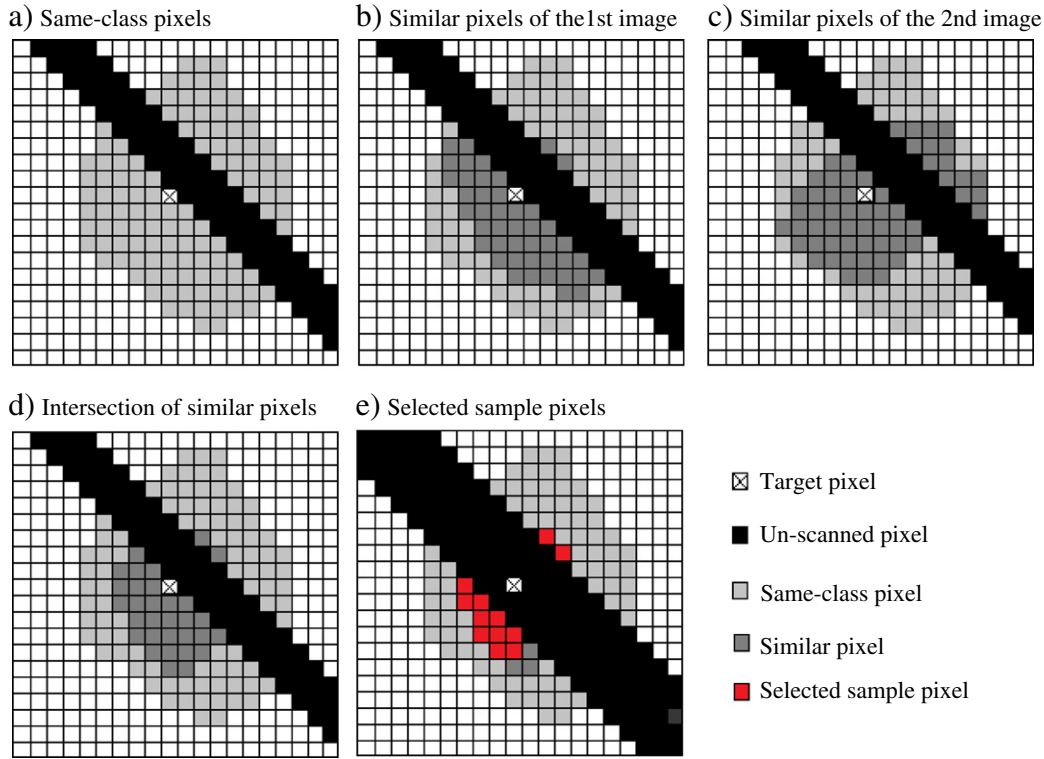 a) Same-class pixels
b) Similar pixels of the1st image
c) Similar pixels of the 2nd image
d) Intersection of similar pixels
e) Selected sample pixels
Target pixel
Un-scanned pixel
Same-class pixel
Similar pixel
Selected sample pixel